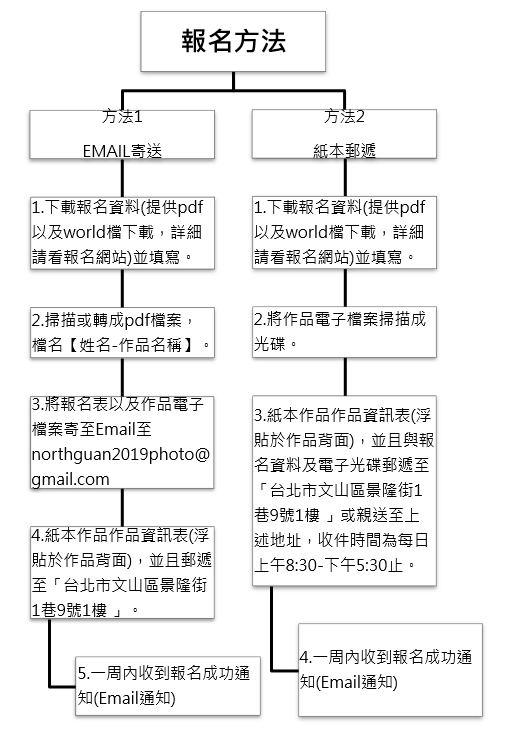 報名方法
方法1
EMAIL寄送
1.下載報名資料(提供pdf
以及world檔下載，詳細
請看報名網站)並填寫。
2.掃描或轉成pdf檔案，
檔名【姓名-作品名稱】。
3.將報名表以及作品電子
檔案寄至Email至
northguan2019photo@
gmail.com
4.紙本作品作品資訊表(浮
貼於作品背面)，並且郵遞
至「台北市文山區景隆街
1巷9號1樓 」。
5.一周內收到報名成功通
知(Email通知)
方法2
紙本郵遞
1.下載報名資料(提供pdf
以及world檔下載，詳細
請看報名網站)並填寫。
2.將作品電子檔案掃描成
光碟。
3.紙本作品作品資訊表(浮
貼於作品背面)，並且與報
名資料及電子光碟郵遞至
「台北市文山區景隆街1
巷9號1樓 」或親送至上
述地址，收件時間為每日
上午8:30-下午5:30止。
4.一周內收到報名成功通
知(Email通知)